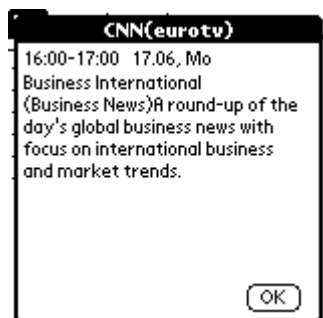 CNN(eurotv)
16:00-17:00 17.06, Mo
Business International
(Business News)A round-up of the
day's global business news with
focus on international business
and market trends.
OK